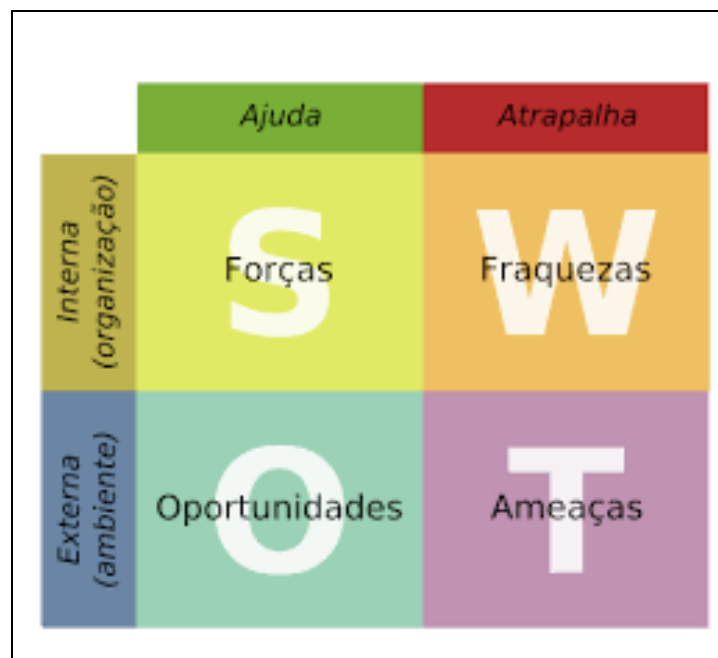 Ajuda
Atrapalha
Interna
(organização)
S
Forças
W
Fraquezas
Externa
(ambiente)
O
Oportunidades
T
Ameaças